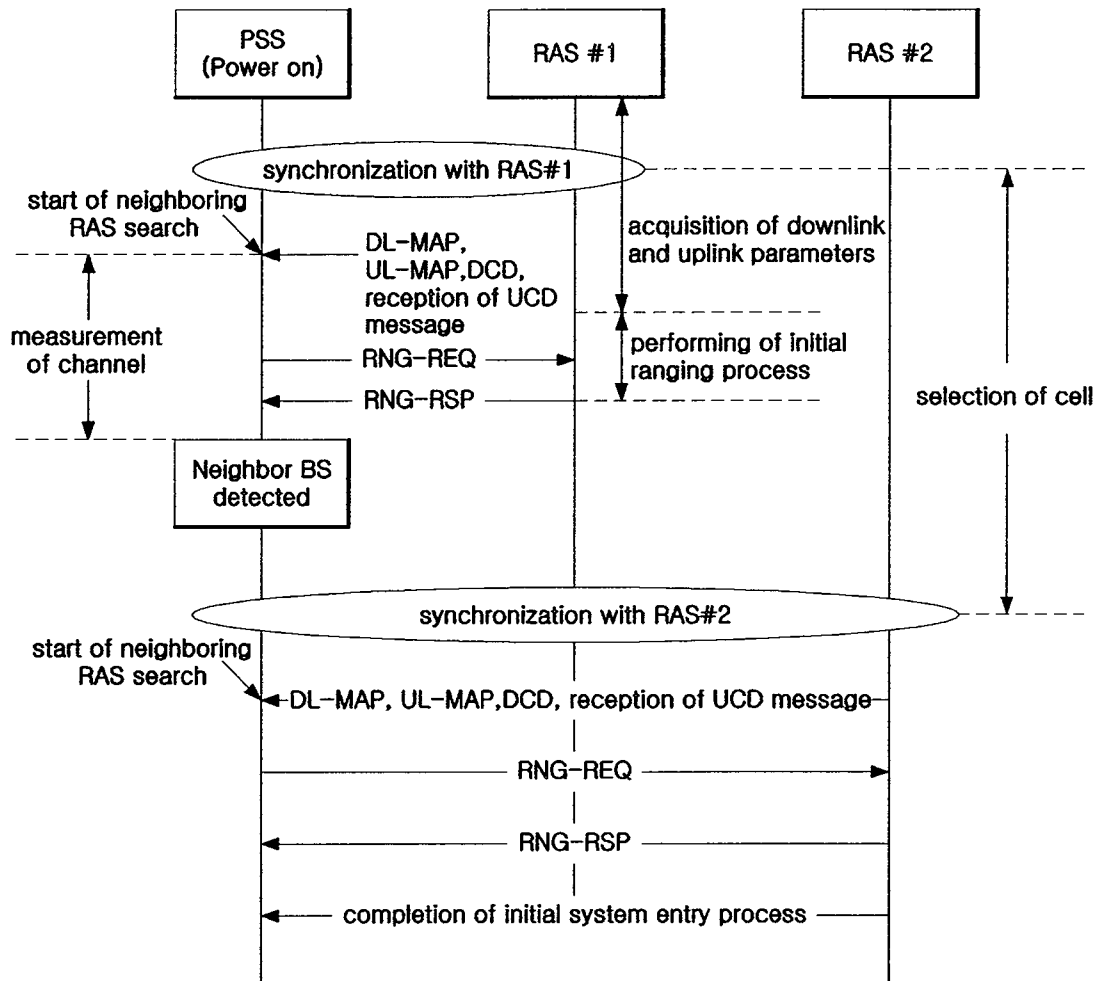 PSS
(Power on)
RAS #1
RAS #2
synchronization with RAS#1
start of neighboring
RAS search
DL-MAP,
UL-MAP,DCD,
reception of UCD
message
acquisition of downlink
and uplink parameters
measurement
of channel
RNG-REQ
performing of initial
ranging process
RNG-RSP
selection of cell
Neighbor BS
detected
synchronization with RAS#2
start of neighboring
RAS search
DL-MAP, UL-MAP,DCD, reception of UCD message
RNG-REQ
RNG-RSP
completion of initial system entry process